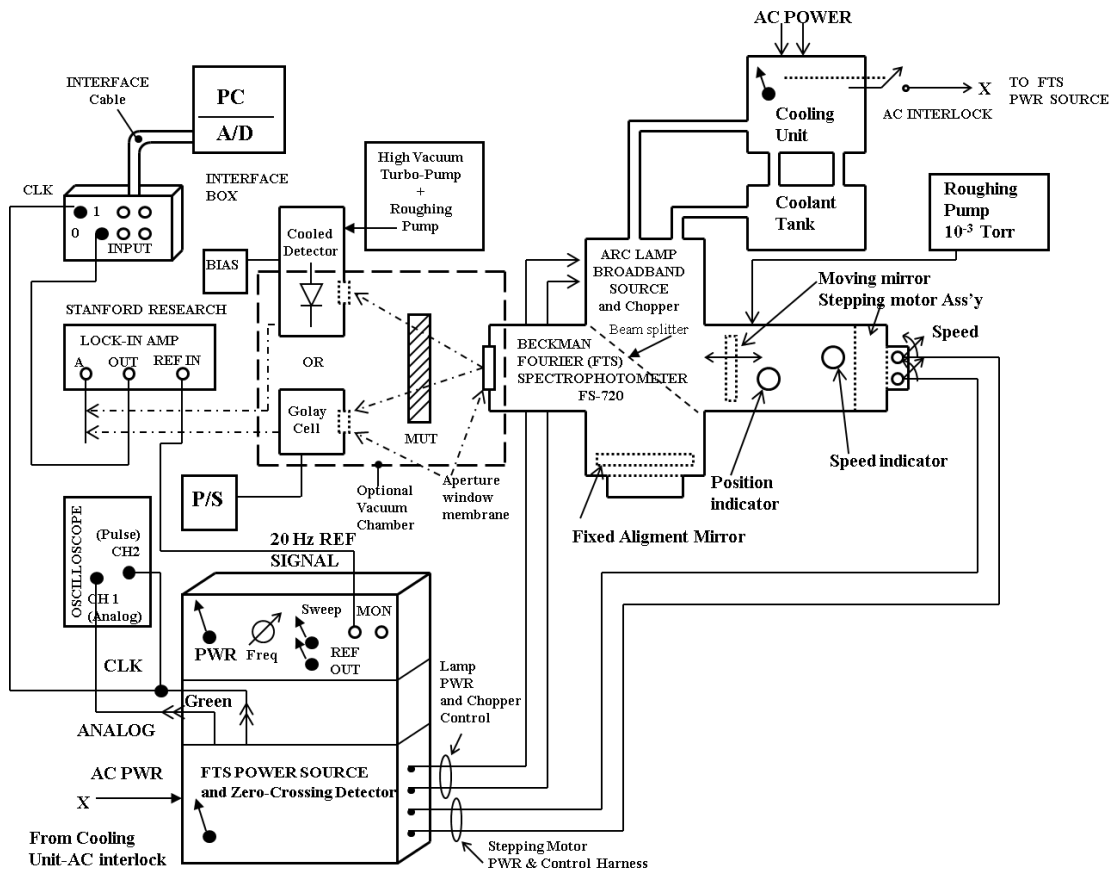 AC POWER
INTERFACE
Cable
PC
A/D
TO FTS
PWR SOURCE
X
AC INTERLOCK
Cooling
Unit
INTERFACE
BOX
High Vacuum
Turbo-Pump
+
Roughing
Pump
CLK
1
0
INPUT
Coolant
Tank
Roughing
Pump
10-3 Torr
Cooled
Detector
BIAS
ARC LAMP
BROADBAND
SOURCE
and Chopper
Moving mirror
Stepping motor Ass'y
Speed
STANFORD RESEARCH
LOCK-IN AMP
A
OUT
REF IN
OR
Beam splitter
BECKMAN
FOURIER (FTS)
SPECTROPHOTOMETER
FS-720
Golay
Cell
MUT
Speed indicator
Position
indicator
P/S
Optional
Vacuum
Chamber
Aperture
window
membrane
Fixed Aligment Mirror
OSCILLOSCOPE
(Pulse)
CH2
CH 1
(Analog)
20 Hz REF
SIGNAL
PWR
Freq
Sweep
MON
REF
OUT
CLK
Green
ANALOG
Lamp
PWR
and Chopper
Control
AC PWR
X
FTS POWER SOURCE
and Zero-Crossing Detector
From Cooling
Unit-AC interlock
Stepping Motor
PWR & Control Harness